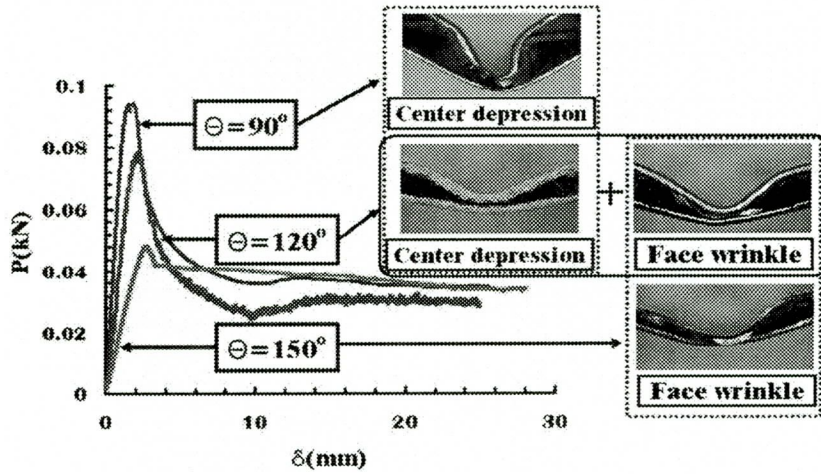 0.1
0.08
0.06
0.04
0.02
0
P(kN)
0
10
20
30
δ(mm)
Θ=90°
Θ=120°
Θ=150°
Center depression
Center depression
+
Face wrinkle
Face wrinkle